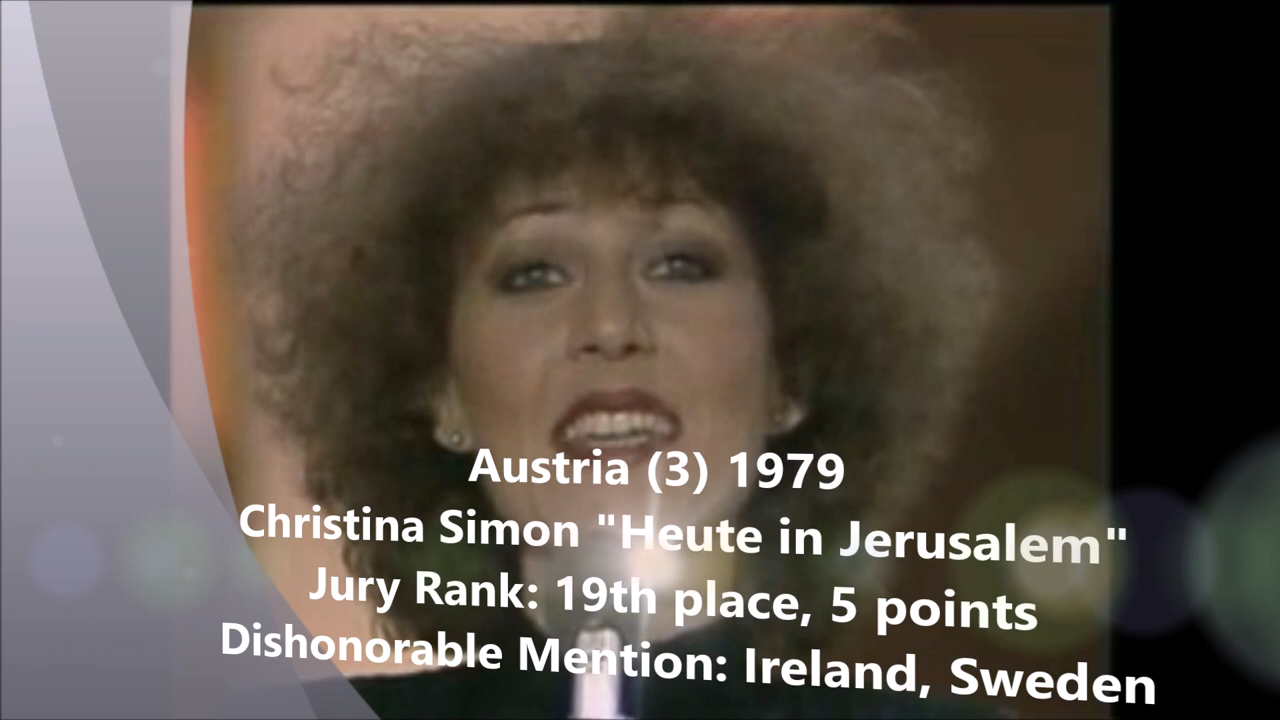 Austria (3) 1979
Christina Simon "Heute in Jerusalem"
Jury Rank: 19th place, 5 points
Dishonorable Mention: Ireland, Sweden